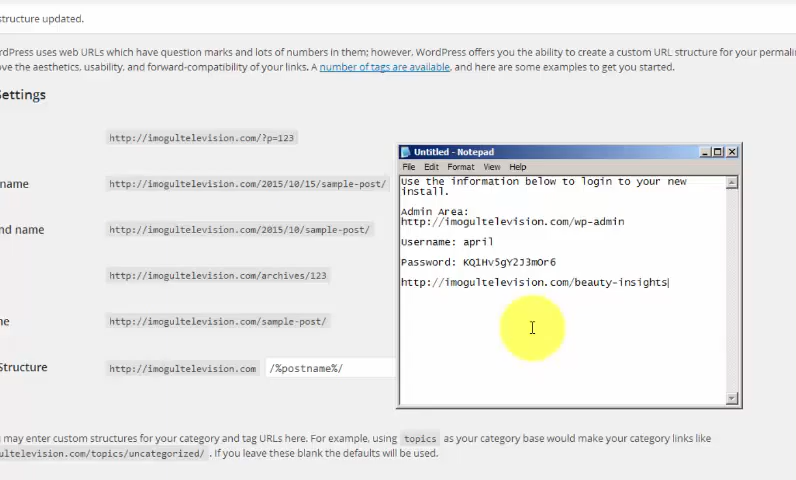 structure updated.
rdPress uses web URLs which have question marks and lots of numbers in them; however, WordPress offers you the ability to create a custom URL structure for your permalin
ove the aesthetics, usability, and forward-compatibility of your links. A number of tags are available, and here are some examples to get you started.
Settings
http://imogultelevision.com/?p=123
name http://imogultelevision.com/2015/10/15/sample-post/
nd name http://imogultelevision.com/2015/10/sample-post/
http://imogultelevision.com/archives/123
me http://imogultelevision.com/sample-post/
Structure http://imogultelevision.com /%postname%/
Untitled - Notepad
File Edit Format View Help
Use the information below to login to your new
install.
Admin Area:
http://imogultelevision.com/wp-admin
Username: april
Password: KQ1Hv5gY2J3mOr6
http://imogultelevision.com/beauty-insights
may enter custom structures for your category and tag URLs here. For example, using topics as your category base would make your category links like
ultelevision.com/topics/uncategorized/ . If you leave these blank the defaults will be used.